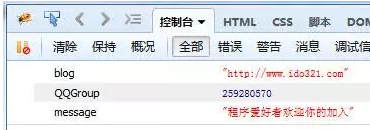 控制台 HTML CSS 脚本 DOM
清除 保持 概况 全部 错误 警告 消息 调试信
blog "http://www.ido321.com"
QQGroup 259280570
message "程序爱好者欢迎你的加入"